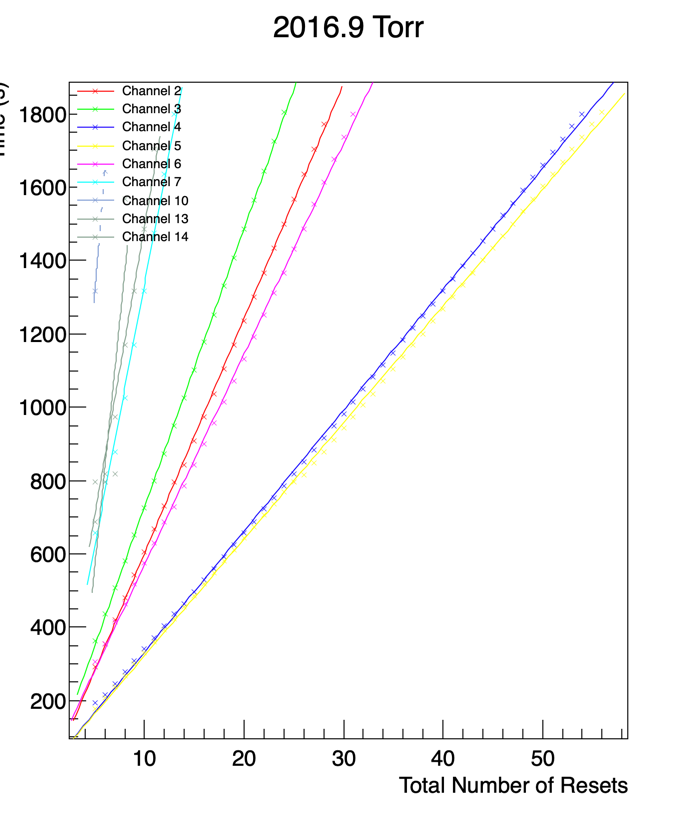 2016.9 Torr
Channel 2
Channel 3
Channel 4
Channel 5
Channel 6
Channel 7
Channel 10
Channel 13
Channel 14
1800
1600
1400
1200
1000
800
600
400
200
10 20 30 40 50
Total Number of Resets